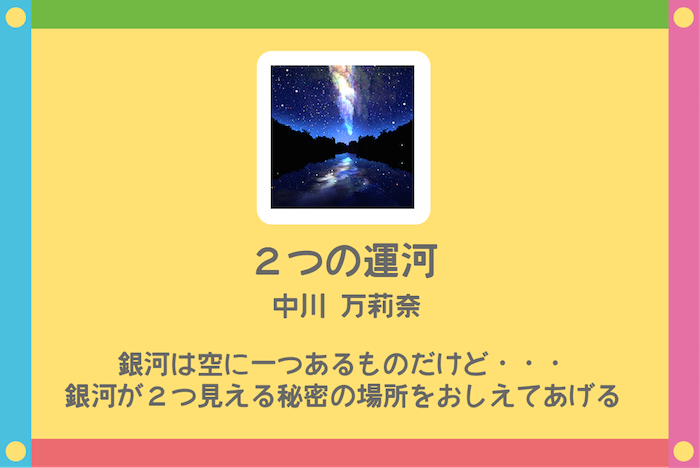 ２つの運河
中川 万莉奈
銀河は空に一つあるものだけど・・・
銀河が２つ見える秘密の場所をおしえてあげる